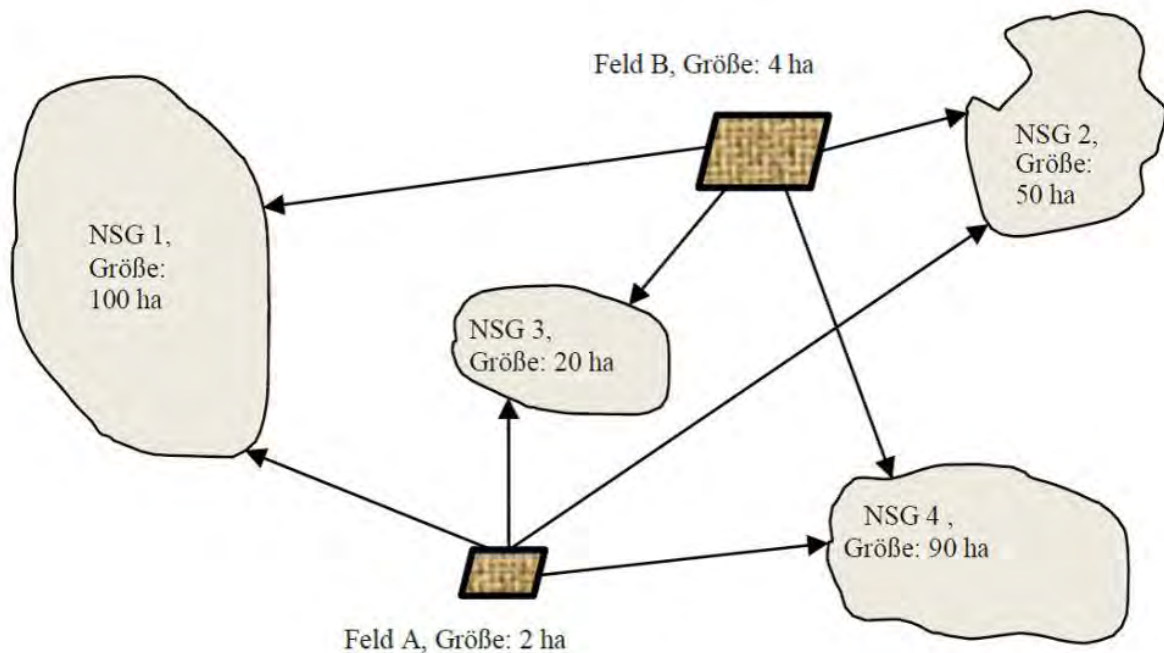 Feld B, Größe: 4 ha
NSG 2,
Größe:
50 ha
NSG 1,
Größe:
100 ha
NSG 3,
Größe: 20 ha
NSG 4 ,
Größe: 90 ha
Feld A, Größe: 2 ha